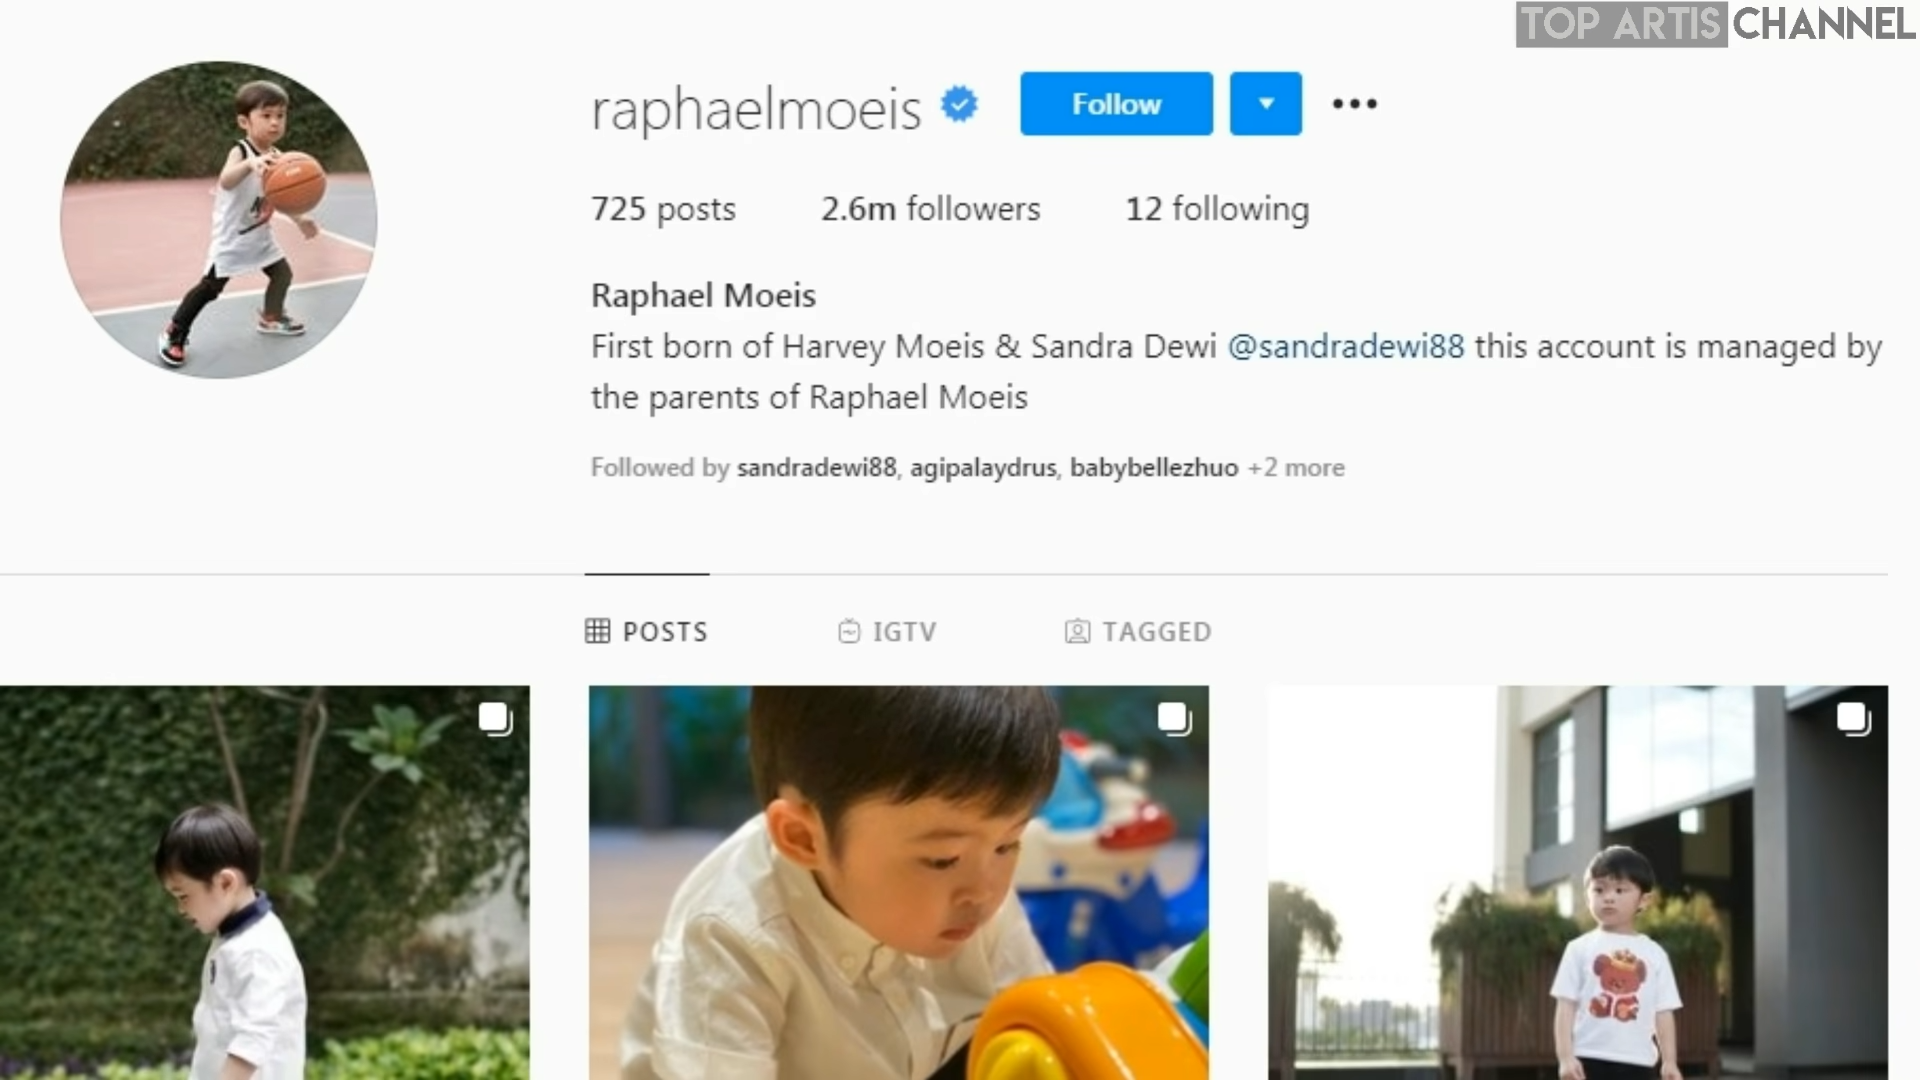 TOP ARTIS CHANNEL
raphaelmoeis
Follow
725 posts 2.6m followers 12 following
Raphael Moeis
First born of Harvey Moeis & Sandra Dewi @sandradewi88 this account is managed by
the parents of Raphael Moeis
Followed by sandradewi88, agipalaydrus, babybellezhuo +2 more
POSTS IGTV TAGGED